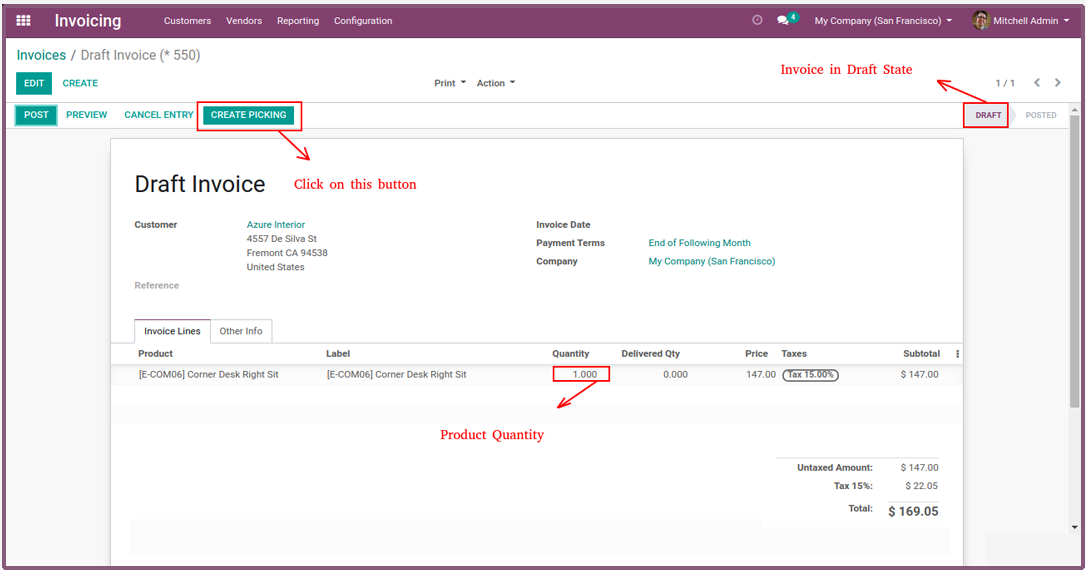 Invoicing Customers Vendors Reporting Configuration 4 My Company (San Francisco) Mitchell Admin
Invoices / Draft Invoice (* 550)
Invoice in Draft State
EDIT CREATE Print Action 1 / 1
POST PREVIEW CANCEL ENTRY CREATE PICKING DRAFT POSTED
Draft Invoice Click on this button
Customer Azure Interior Invoice Date
4557 De Silva St
Fremont CA 94538
United States
Payment Terms End of Following Month
Company My Company (San Francisco)
Reference
Invoice Lines Other Info
Product Label Quantity Delivered Qty Price Taxes Subtotal
[E-COM06] Corner Desk Right Sit [E-COM06] Corner Desk Right Sit 1.000 0.000 147.00 Tax 15.00% $ 147.00
Product Quantity
Untaxed Amount: $ 147.00
Tax 15%: $ 22.05
Total: $ 169.05